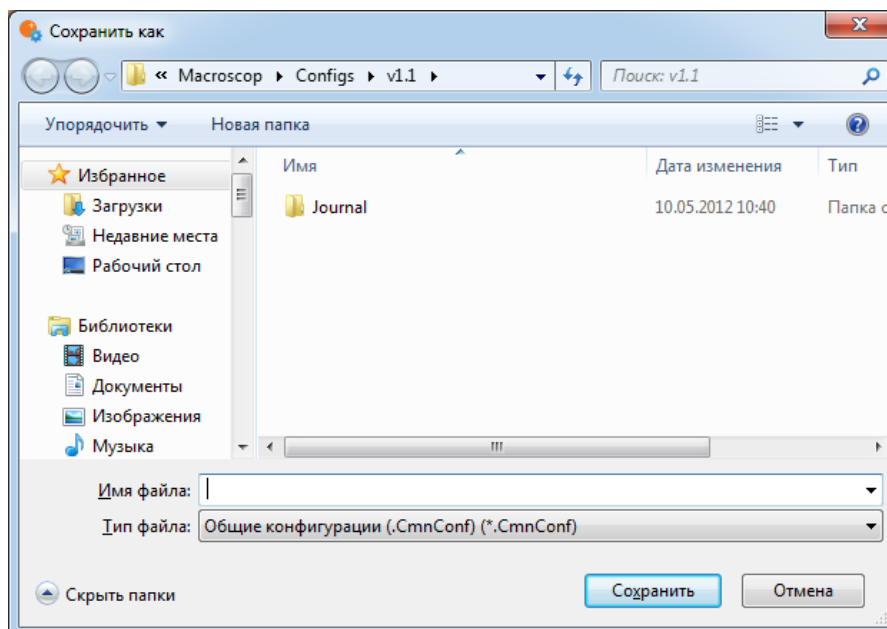 Сохранить как
« Macroscop ▸ Configs ▸ v1.1 ▸
Поиск: v1.1
Упорядочить Новая папка
Избранное
Загрузки
Недавние места
Рабочий стол
Библиотеки
Видео
Документы
Изображения
Музыка
Имя Дата изменения Тип
Journal 10.05.2012 10:40 Папка с
Имя файла:
Тип файла: Общие конфигурации (.CmnConf) (*.CmnConf)
Скрыть папки Сохранить Отмена